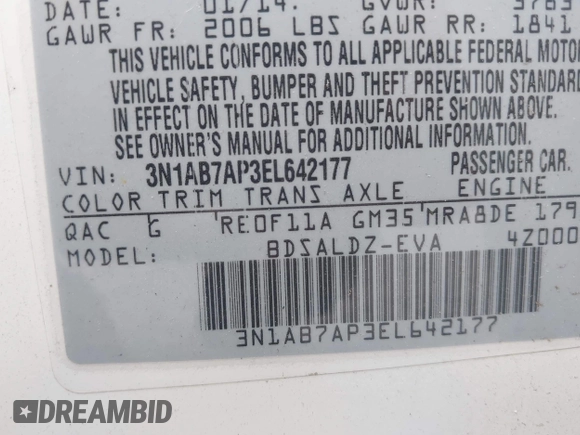 DATE: 01/14. GVWR: 3783
GAWR FR: 2006 LBS GAWR RR: 1841
THIS VEHICLE CONFORMS TO ALL APPLICABLE FEDERAL MOTOR
VEHICLE SAFETY, BUMPER AND THEFT PREVENTION STANDARDS
IN EFFECT ON THE DATE OF MANUFACTURE SHOWN ABOVE.
SEE OWNER'S MANUAL FOR ADDITIONAL INFORMATION.
VIN: 3N1AB7AP3EL642177 PASSENGER CAR.
COLOR TRIM TRANS AXLE ENGINE
QAC G RE0F11A GM35 MRA8DE 179
MODEL: BDSALDZ-EVA 4Z000
3N1AB7AP3EL642177
DREAMBID